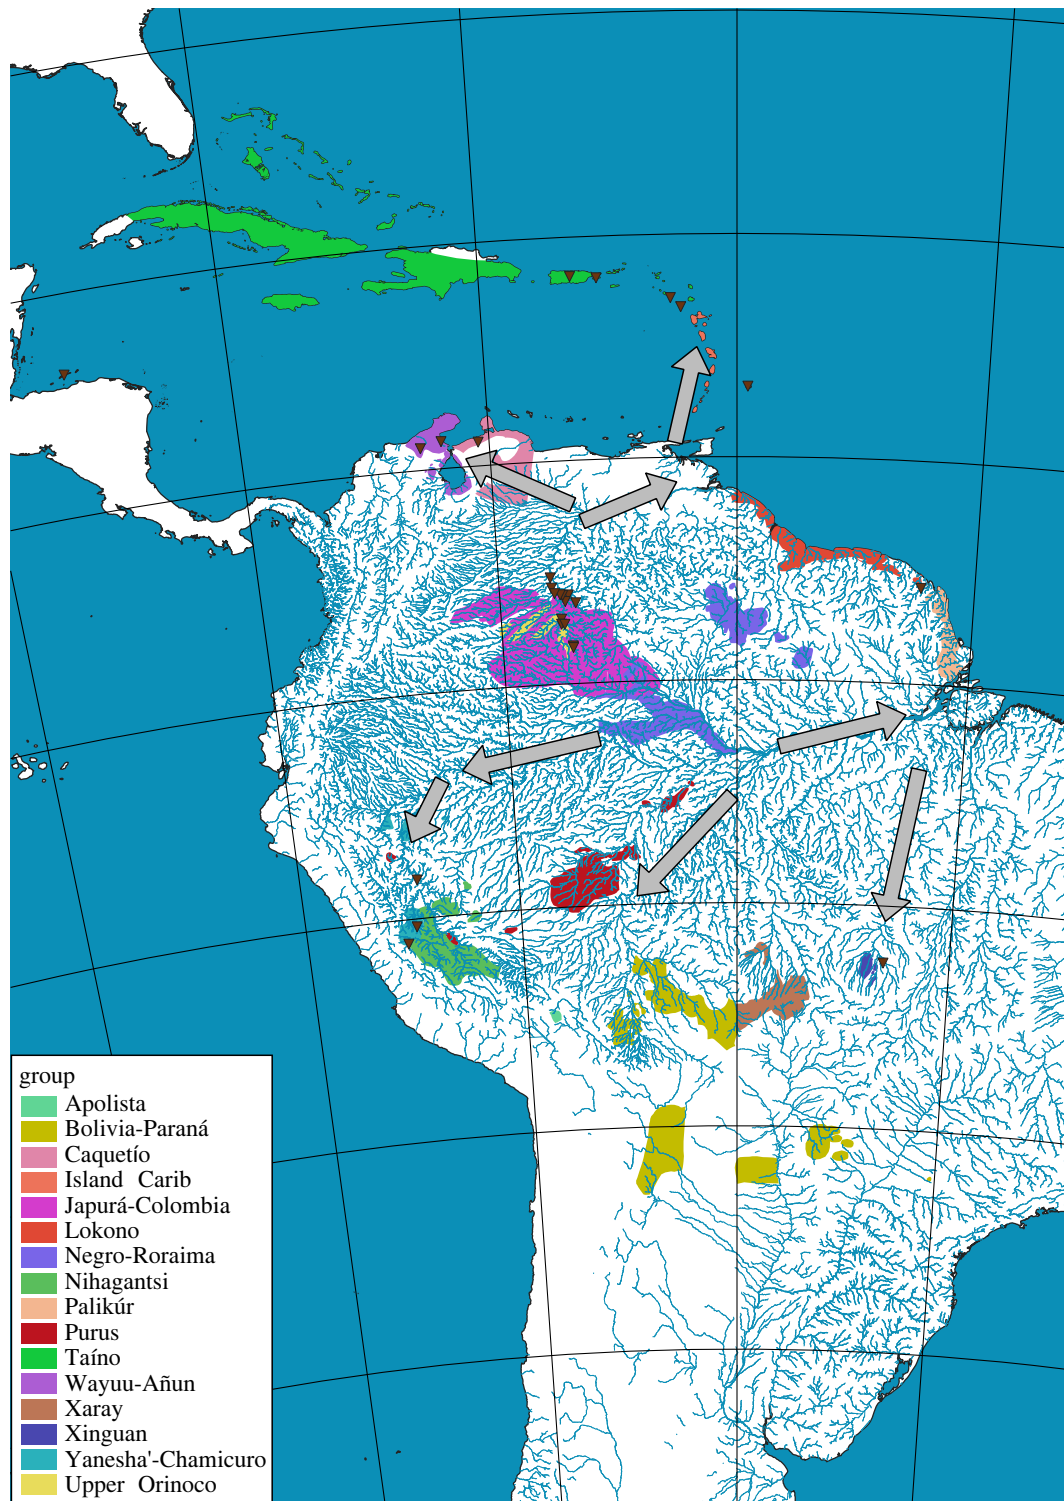 group
Apolista
Bolivia-Paraná
Caquetío
Island Carib
Japurá-Colombia
Lokono
Negro-Roraima
Nihagantsi
Palikúr
Purus
Taíno
Wayuu-Añun
Xaray
Xinguan
Yanesha'-Chamicuro
Upper Orinoco